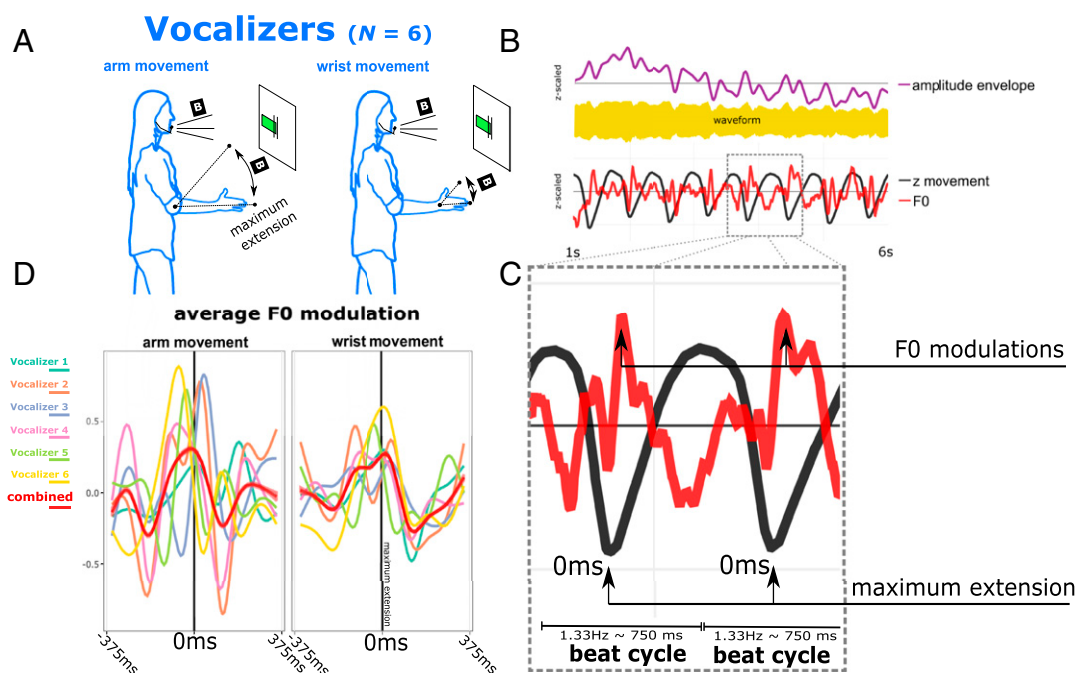 A
Vocalizers (N = 6)
arm movement
wrist movement
B
B
B
B
maximum
extension
B
z-scaled
amplitude envelope
waveform
z-scaled
z movement
F0
1s
6s
C
F0 modulations
0ms
0ms
maximum extension
1.33Hz ~ 750 ms
1.33Hz ~ 750 ms
beat cycle
beat cycle
D
average F0 modulation
arm movement
wrist movement
Vocalizer 1
Vocalizer 2
Vocalizer 3
Vocalizer 4
Vocalizer 5
Vocalizer 6
combined
0.5
0.0
-0.5
maximum extension
-375ms
0ms
375ms
-375ms
0ms
375ms